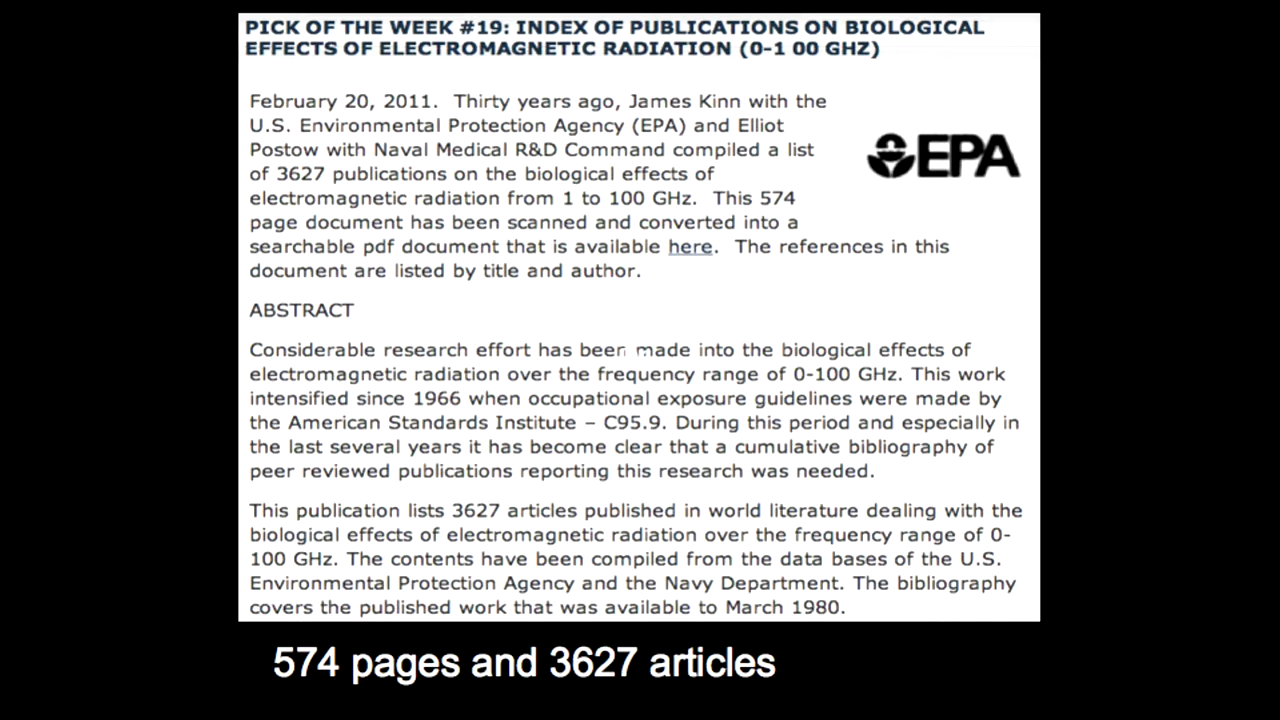 PICK OF THE WEEK #19: INDEX OF PUBLICATIONS ON BIOLOGICAL
EFFECTS OF ELECTROMAGNETIC RADIATION (0-1 00 GHZ)
February 20, 2011.  Thirty years ago, James Kinn with the
U.S. Environmental Protection Agency (EPA) and Elliot
Postow with Naval Medical R&D Command compiled a list
of 3627 publications on the biological effects of
electromagnetic radiation from 1 to 100 GHz.  This 574
page document has been scanned and converted into a
searchable pdf document that is available here.  The references in this
document are listed by title and author.
EPA
ABSTRACT
Considerable research effort has been made into the biological effects of
electromagnetic radiation over the frequency range of 0-100 GHz. This work
intensified since 1966 when occupational exposure guidelines were made by
the American Standards Institute – C95.9. During this period and especially in
the last several years it has become clear that a cumulative bibliography of
peer reviewed publications reporting this research was needed.
This publication lists 3627 articles published in world literature dealing with the
biological effects of electromagnetic radiation over the frequency range of 0-
100 GHz. The contents have been compiled from the data bases of the U.S.
Environmental Protection Agency and the Navy Department. The bibliography
covers the published work that was available to March 1980.
574 pages and 3627 articles